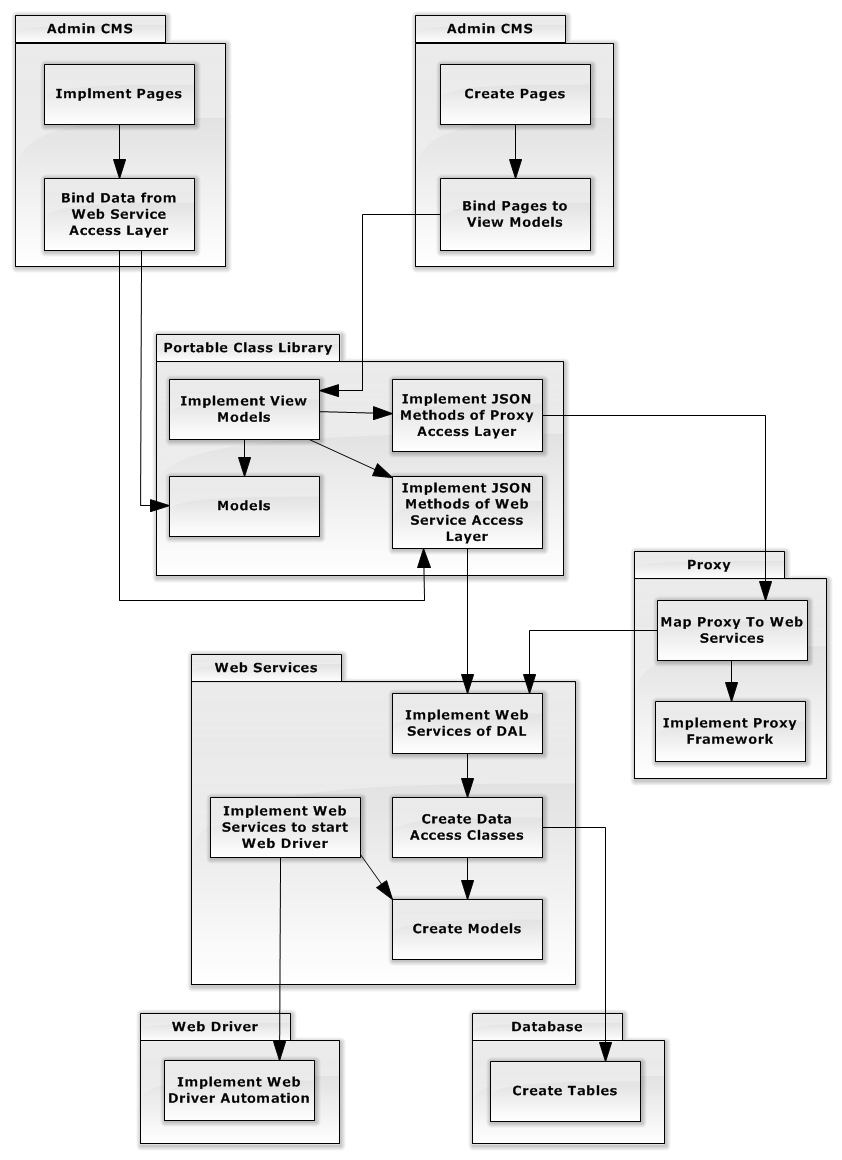 Admin CMS
Implment Pages
Bind Data from
Web Service
Access Layer
Admin CMS
Create Pages
Bind Pages to
View Models
Portable Class Library
Implement View
Models
Implement JSON
Methods of Proxy
Access Layer
Models
Implement JSON
Methods of Web
Service Access
Layer
Proxy
Map Proxy To Web
Services
Implement Proxy
Framework
Web Services
Implement Web
Services of DAL
Implement Web
Services to start
Web Driver
Create Data
Access Classes
Create Models
Web Driver
Implement Web
Driver Automation
Database
Create Tables